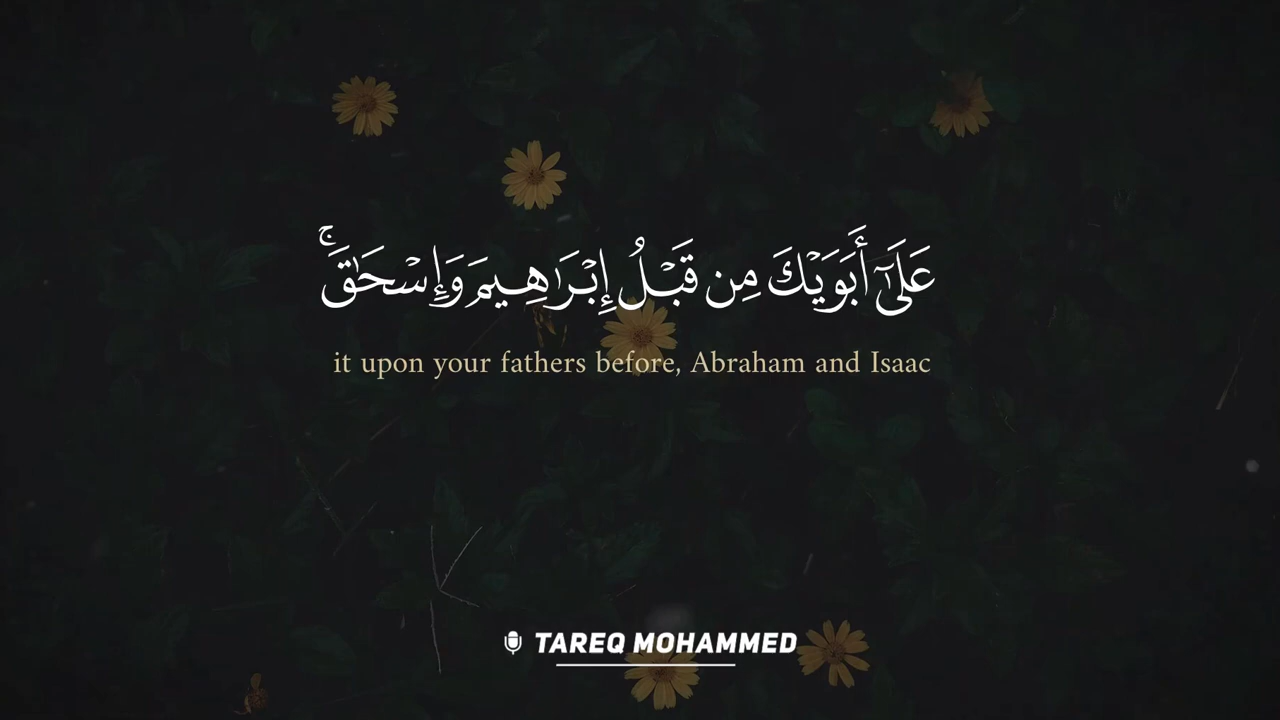 عَلَىٰٓ أَبَوَيْكَ مِن قَبْلُ إِبْرَٰهِيمَ وَإِسْحَٰقَ ۚ
it upon your fathers before, Abraham and Isaac
TAREQ MOHAMMED